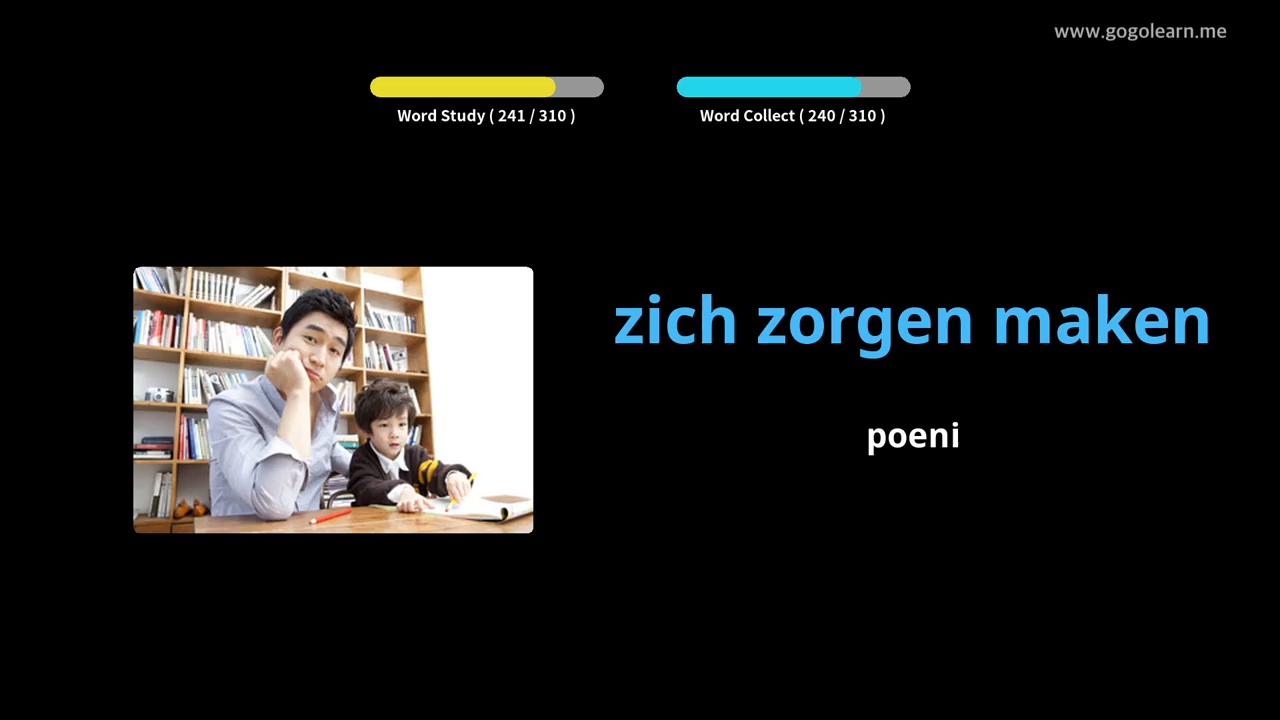 www.gogolearn.me
Word Study ( 241 / 310 )
Word Collect ( 240 / 310 )
zich zorgen maken
poeni